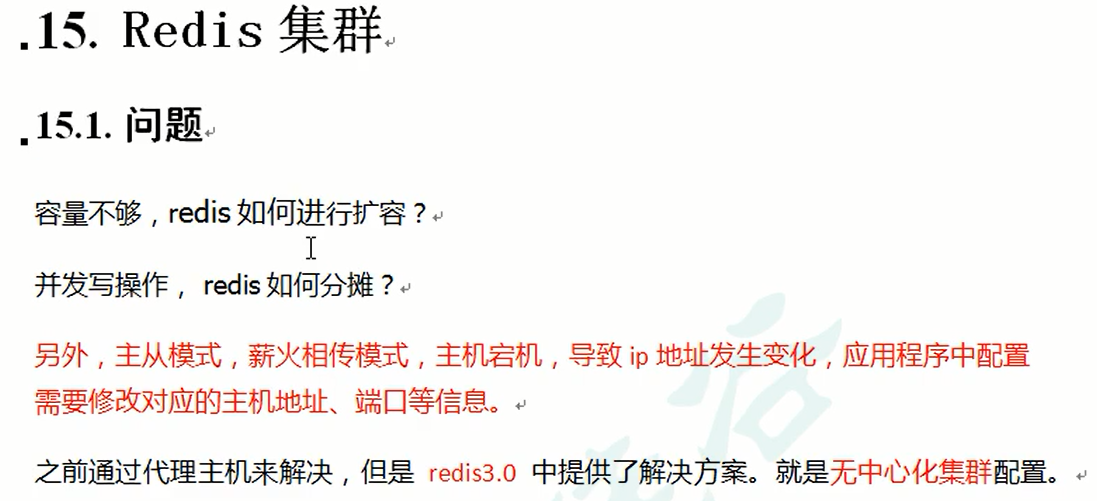 15. Redis 集群
15.1. 问题
容量不够，redis 如何进行扩容？
并发写操作， redis 如何分摊？
另外，主从模式，薪火相传模式，主机宕机，导致 ip 地址发生变化，应用程序中配置
需要修改对应的主机地址、端口等信息。
之前通过代理主机来解决，但是 redis3.0 中提供了解决方案。就是无中心化集群配置。